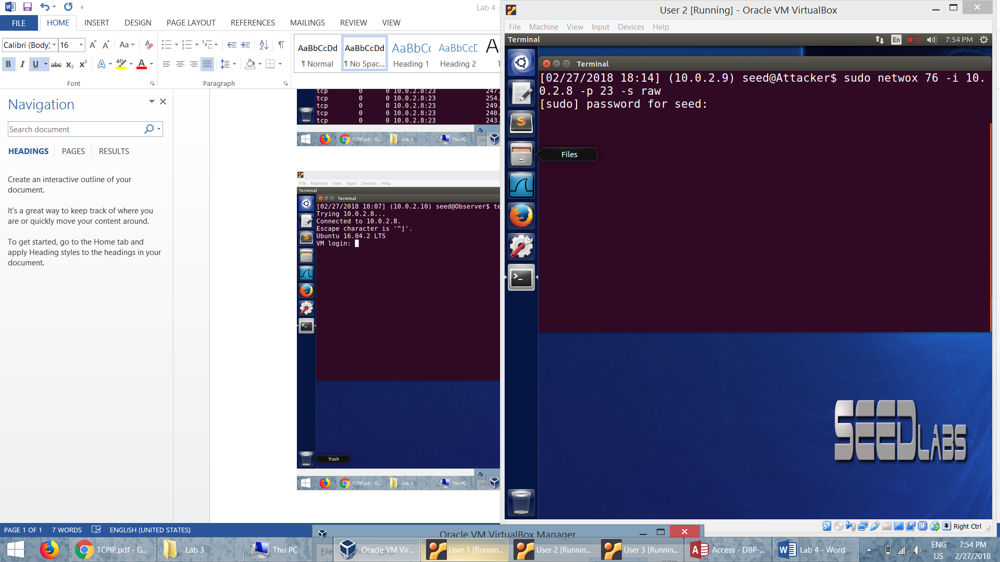 Lab 4 -
FILE HOME INSERT DESIGN PAGE LAYOUT REFERENCES MAILINGS REVIEW VIEW
Calibri (Body) 16 A A Aa
B I U abc x₂ x² A ab A
AaBbCcDd AaBbCcDd AaBbCc AaBbCcD A
¶ Normal ¶ No Spac... Heading 1 Heading 2
Font Paragraph
Navigation
Search document
HEADINGS PAGES RESULTS
Create an interactive outline of your
document.
It's a great way to keep track of where you
are or quickly move your content around.
To get started, go to the Home tab and
apply Heading styles to the headings in your
document.
tcp 0 0 10.0.2.8:23 247.
tcp 0 0 10.0.2.8:23 254.
tcp 0 0 10.0.2.8:23 249.
tcp 0 0 10.0.2.8:23 240.
tcp 0 0 10.0.2.8:23 243.
TCPIP.pdf - G... Lab 3 This PC File
File Machine View Input Devices Help
Terminal
Terminal
[02/27/2018 18:07] (10.0.2.10) seed@Observer$ te
Trying 10.0.2.8...
Connected to 10.0.2.8.
Escape character is '^]'.
Ubuntu 16.04.2 LTS
VM login:
Trash
TCPIP.pdf - G... Lab 3 This PC File
User 2 [Running] - Oracle VM VirtualBox
File Machine View Input Devices Help
Terminal En 7:54 PM
Terminal
[02/27/2018 18:14] (10.0.2.9) seed@Attacker$ sudo netwox 76 -i 10.
0.2.8 -p 23 -s raw
[sudo] password for seed:
Files
SEEDLABS
Right Ctrl
PAGE 1 OF 1 7 WORDS ENGLISH (UNITED STATES)
Oracle VM VirtualBox Manager
File Help
TCPIP.pdf - G... Lab 3 This PC Oracle VM Vir... User 1 [Runnin... User 2 [Runnin... User 3 [Runnin... Access - DBP-... Lab 4 - Word
ENG
US
7:54 PM
2/27/2018